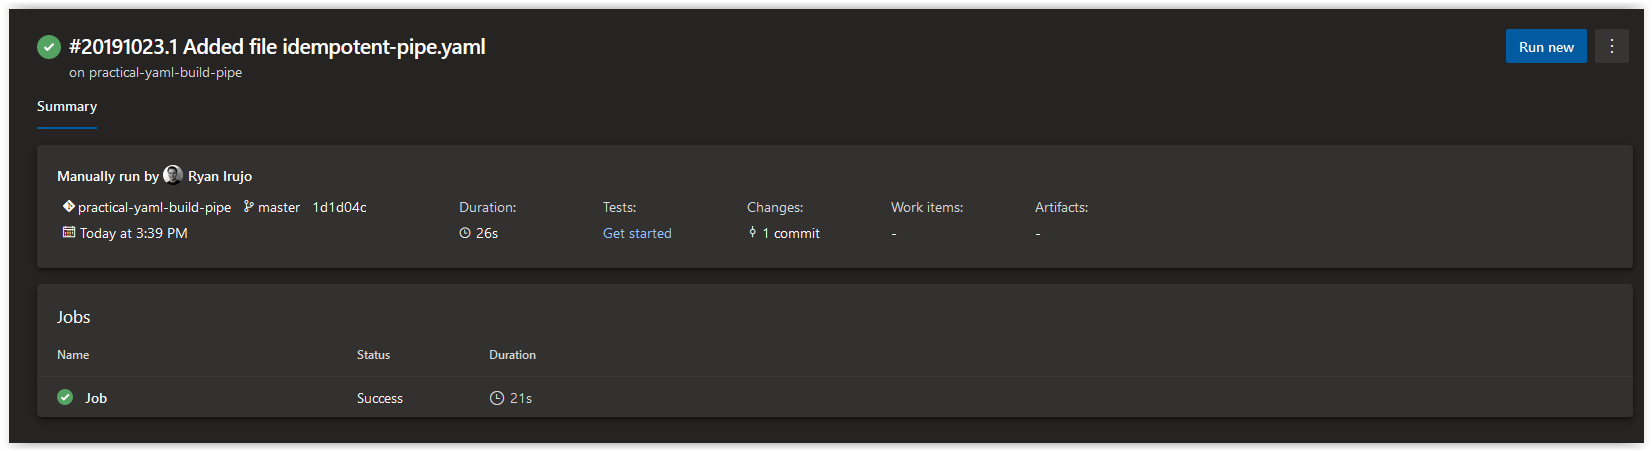 #20191023.1 Added file idempotent-pipe.yaml
Run new
on practical-yaml-build-pipe
Summary
Manually run by Ryan Irujo
practical-yaml-build-pipe master 1d1d04c Duration: Tests: Changes: Work items: Artifacts:
Today at 3:39 PM 26s Get started 1 commit - -
Jobs
Name Status Duration
Job Success 21s